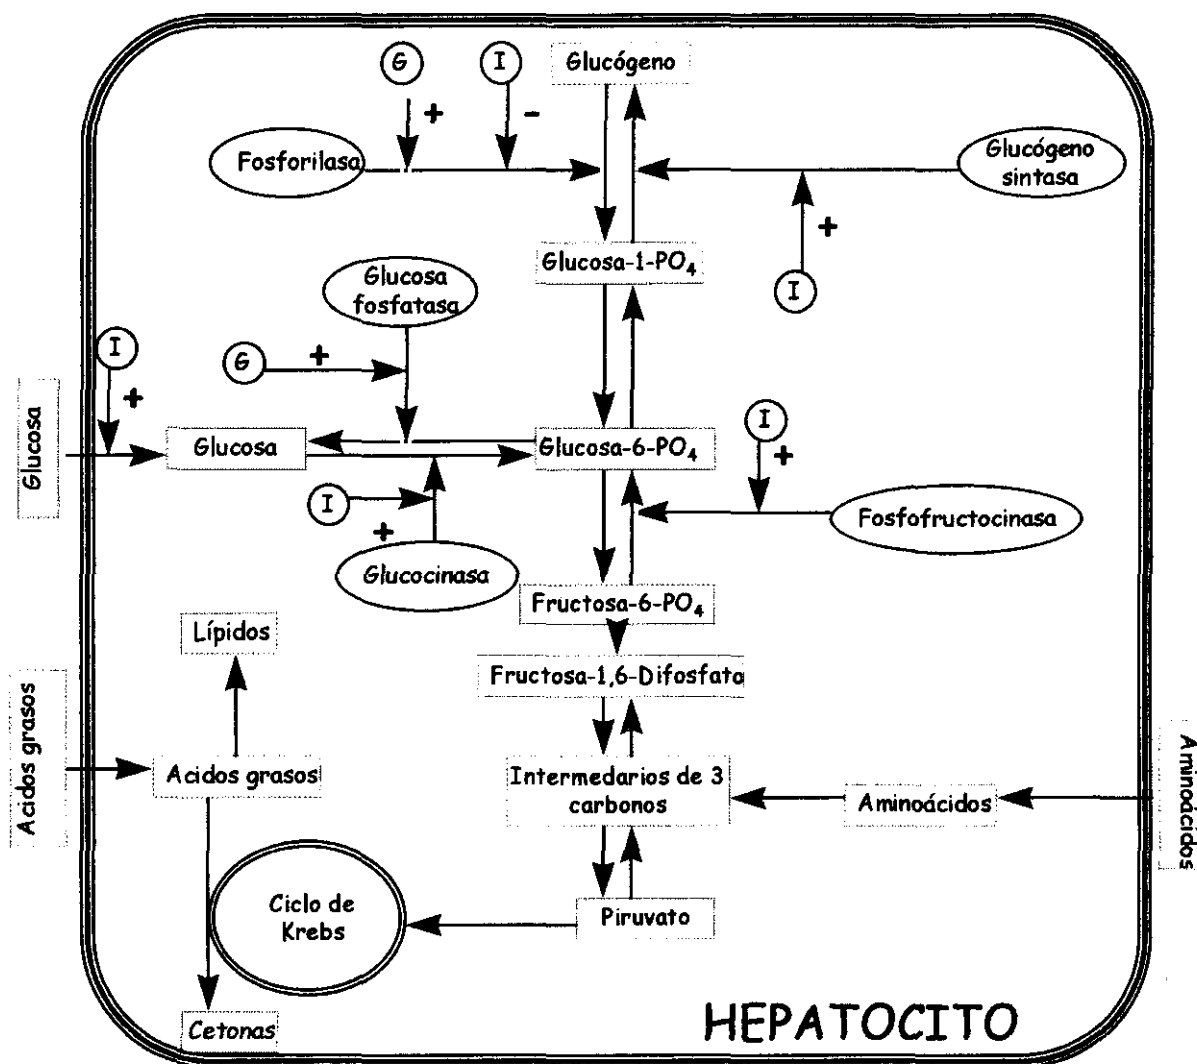 G
I
Glucógeno
+
-
Fosforilasa
Glucógeno
sintasa
+
Glucosa-1-PO4
I
Glucosa
fosfatasa
I
G
+
+
Glucosa
Glucosa
Glucosa-6-PO4
I
+
I
+
Fosfofructocinasa
Glucocinasa
Fructosa-6-PO4
Lípidos
Fructosa-1,6-Difosfato
Acidos grasos
Acidos grasos
Intermedarios de 3
carbonos
Aminoácidos
Aminoácidos
Ciclo de
Krebs
Piruvato
Cetonas
HEPATOCITO